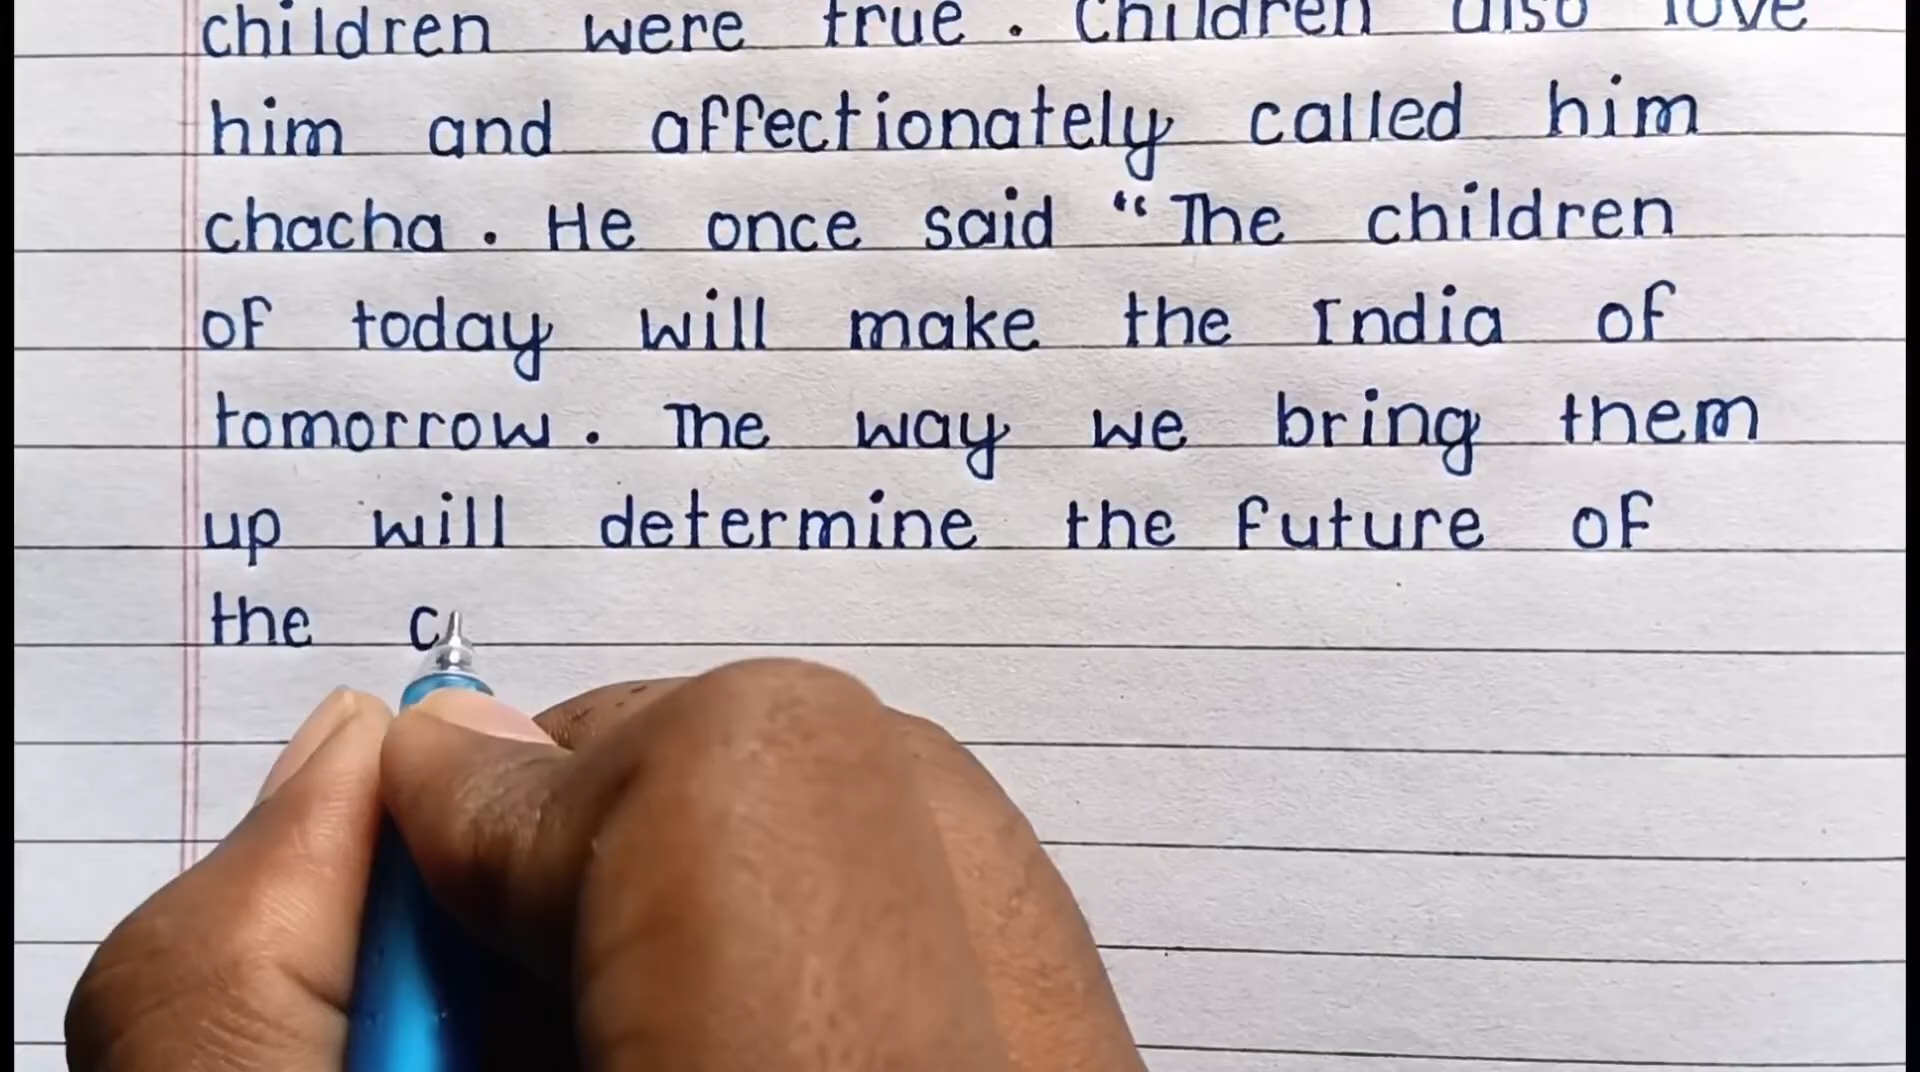 children were true. Children also love
him and affectionately called him
chacha. He once said "The children
of today will make the India of
tomorrow. The way we bring them
up will determine the future of
the c